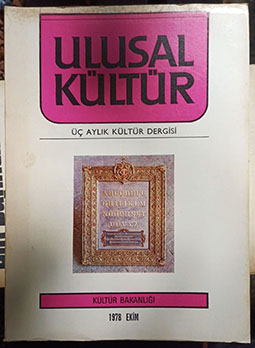 ULUSAL
KÜLTÜR
ÜÇ AYLIK KÜLTÜR DERGİSİ
KÜLTÜR BAKANLIĞI
1978 EKİM